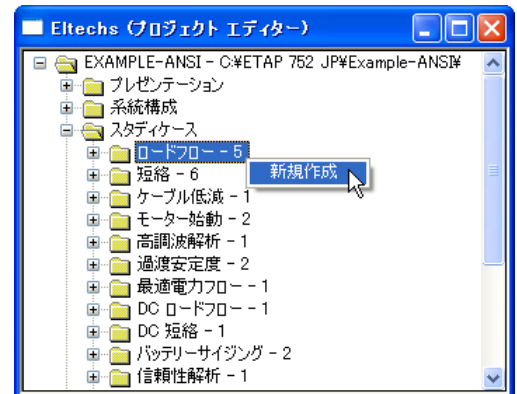 Eltechs (プロジェクト エディター)
EXAMPLE-ANSI - C:¥ETAP 752 JP¥Example-ANSI¥
プレゼンテーション
系統構成
スタディケース
ロードフロー - 5
新規作成
短絡 - 6
ケーブル低減 - 1
モーター始動 - 2
高調波解析 - 1
過渡安定度 - 2
最適電力フロー - 1
DC ロードフロー - 1
DC 短絡 - 1
バッテリーサイジング - 2
信頼性解析 - 1